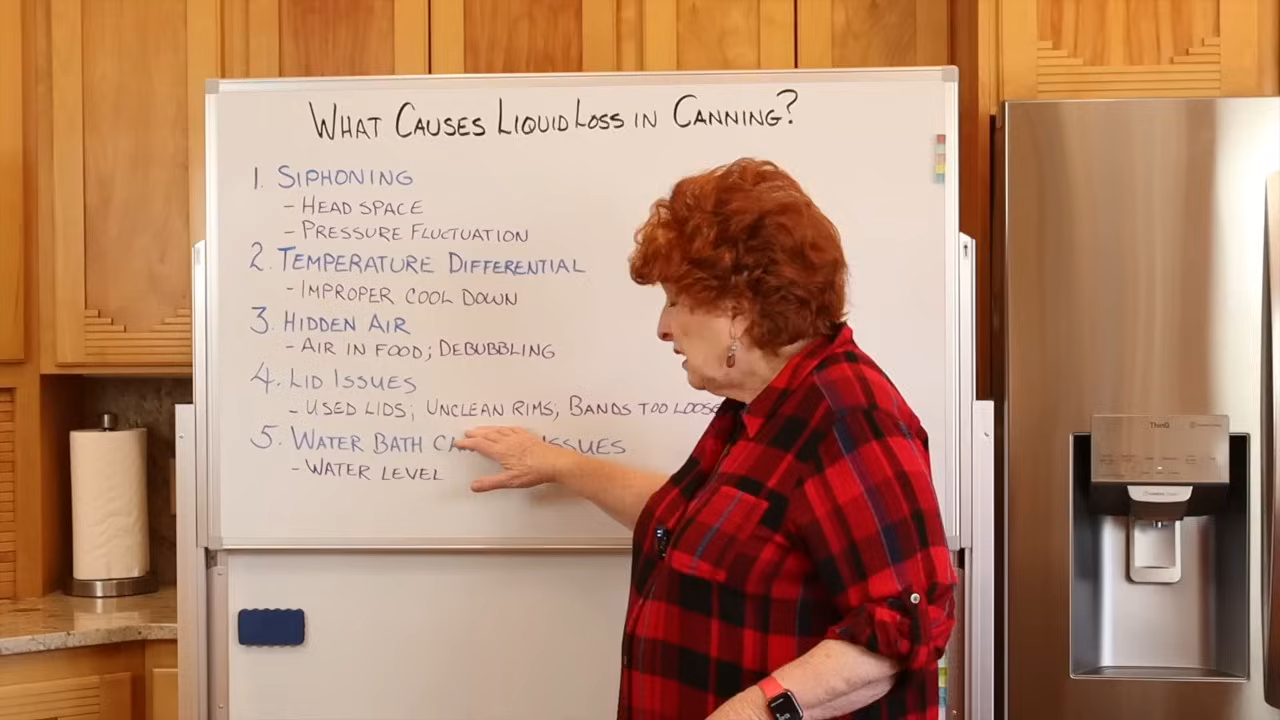 WHAT CAUSES LIQUID LOSS IN CANNING?
1. SIPHONING
- HEAD SPACE
- PRESSURE FLUCTUATION
2. TEMPERATURE DIFFERENTIAL
- IMPROPER COOL DOWN
3. HIDDEN AIR
- AIR IN FOOD; DEBUBBLING
4. LID ISSUES
- USED LIDS; UNCLEAN RIMS; BANDS TOO LOOSE
5. WATER BATH ISSUES
- WATER LEVEL
ThinQ